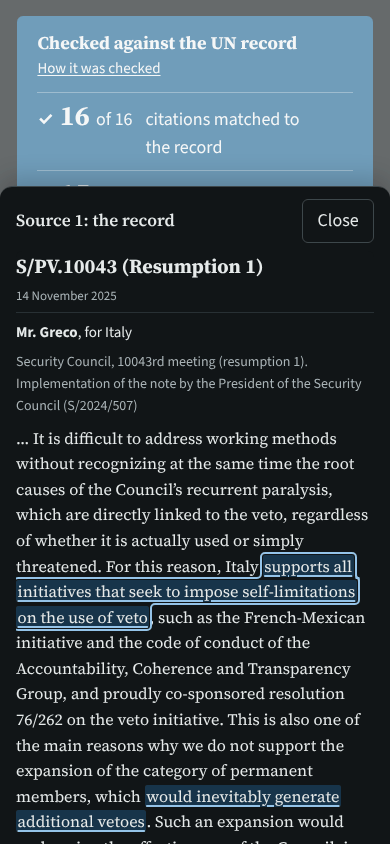 Checked against the UN record
How it was checked
✓ 16 of 16 citations matched to
the record
Source 1: the record
Close
S/PV.10043 (Resumption 1)
14 November 2025
Mr. Greco, for Italy
Security Council, 10043rd meeting (resumption 1).
Implementation of the note by the President of the Security
Council (S/2024/507)
... It is difficult to address working methods
without recognizing at the same time the root
causes of the Council’s recurrent paralysis,
which are directly linked to the veto, regardless
of whether it is actually used or simply
threatened. For this reason, Italy supports all
initiatives that seek to impose self-limitations
on the use of veto, such as the French-Mexican
initiative and the code of conduct of the
Accountability, Coherence and Transparency
Group, and proudly co-sponsored resolution
76/262 on the veto initiative. This is also one of
the main reasons why we do not support the
expansion of the category of permanent
members, which would inevitably generate
additional vetoes. Such an expansion would